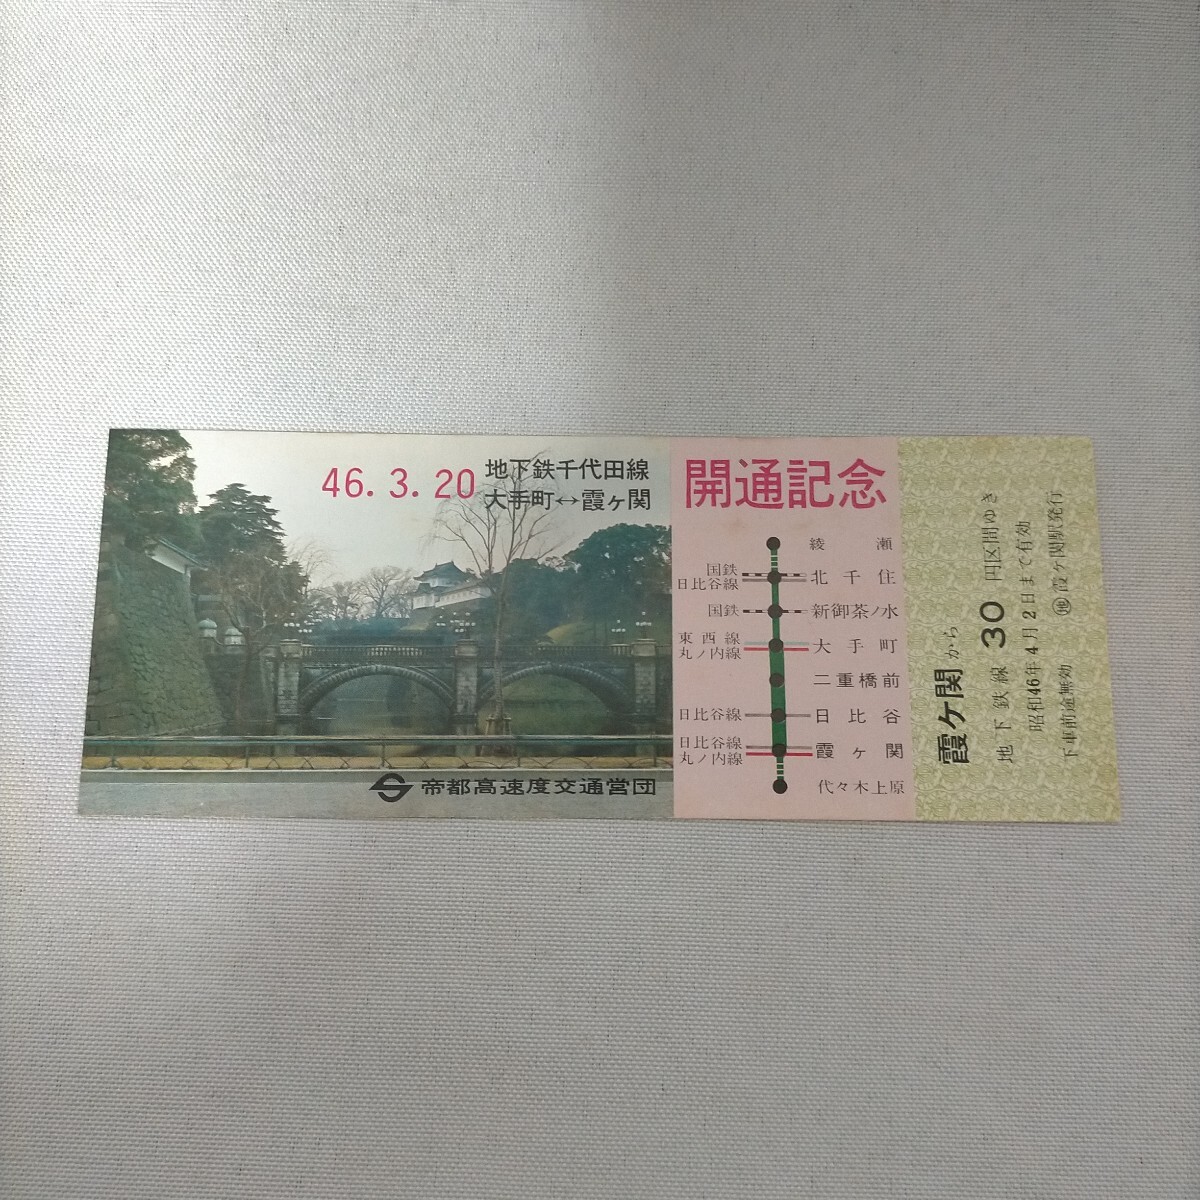 46.3.20
地下鉄千代田線
大手町↔霞ヶ関
帝都高速度交通営団
開通記念
綾瀬
国鉄
日比谷線
北千住
国鉄
新御茶ノ水
東西線
丸ノ内線
大手町
二重橋前
日比谷線
日比谷
日比谷線
丸ノ内線
霞ヶ関
代々木上原
霞ケ関から
地下鉄線 30 円区間ゆき
昭和46年4月2日まで有効
下車前途無効 ㊞霞ケ関駅発行